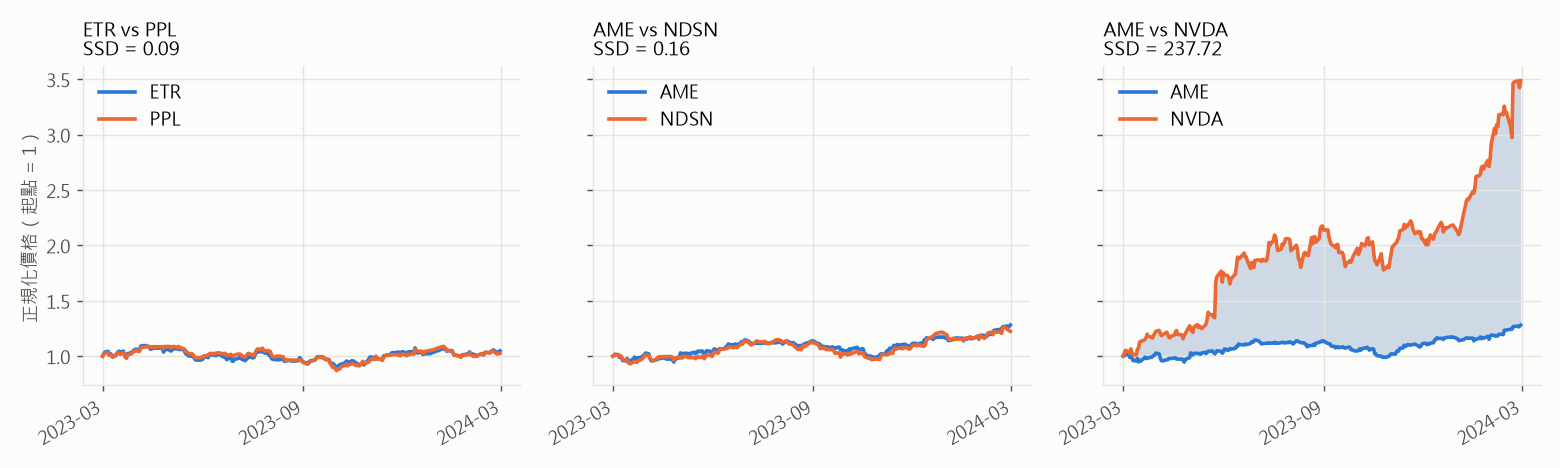 ETR vs PPL
SSD = 0.09
AME vs NDSN
SSD = 0.16
AME vs NVDA
SSD = 237.72
正規化價格 ( 起點 = 1 )
3.5
3.0
2.5
2.0
1.5
1.0
ETR
PPL
AME
NDSN
AME
NVDA
2023-03
2023-09
2024-03
2023-03
2023-09
2024-03
2023-03
2023-09
2024-03